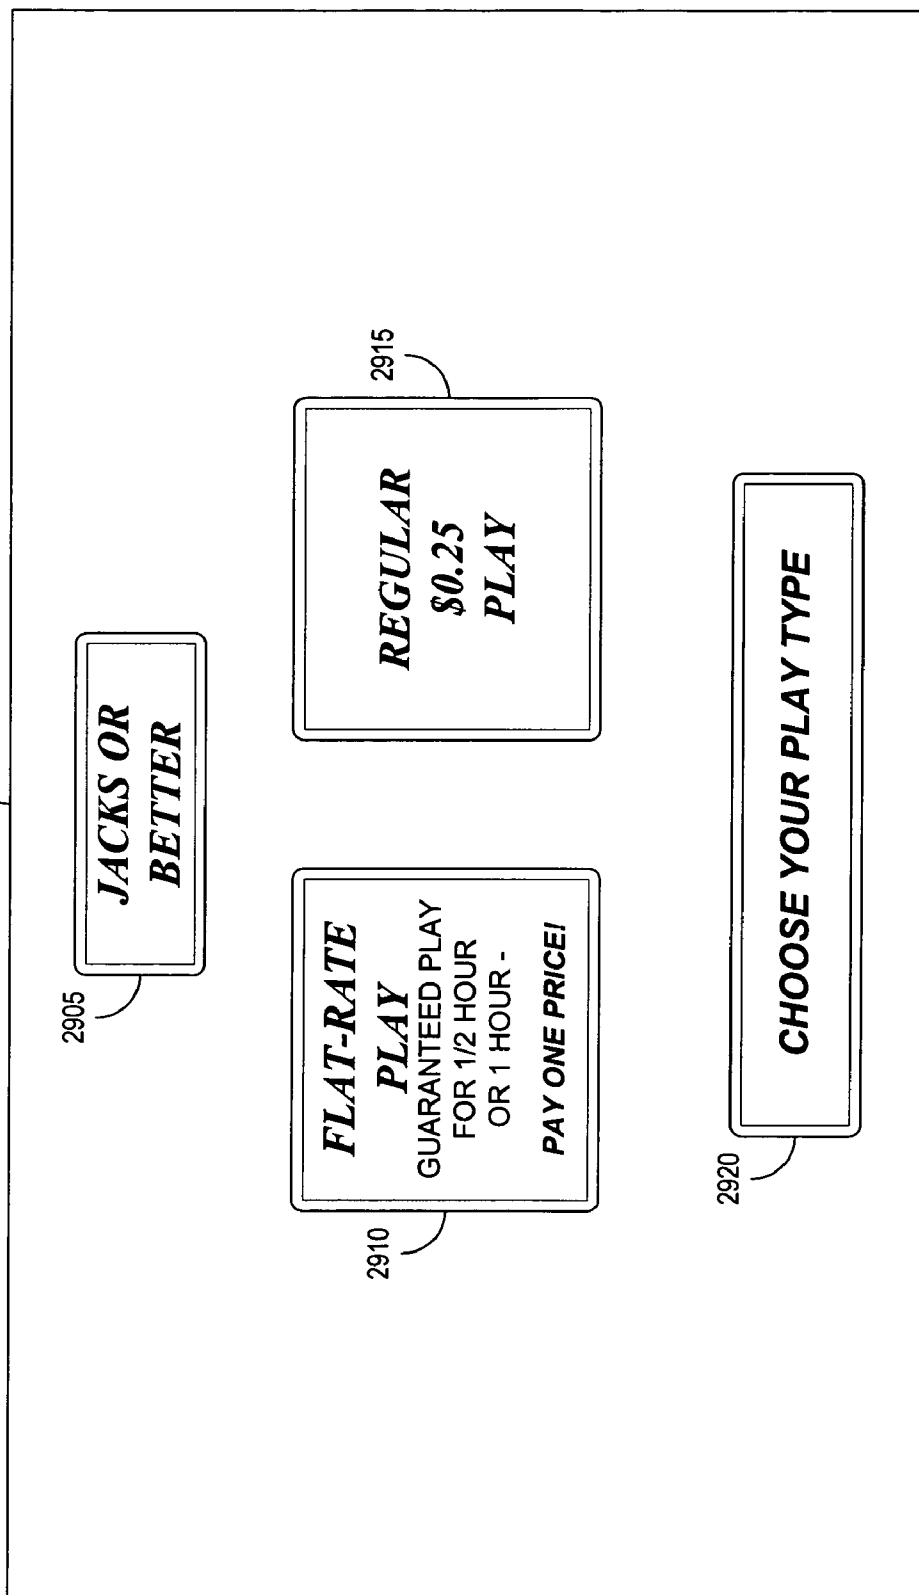 JACKS OR
BETTER
2905
FLAT-RATE
PLAY
GUARANTEED PLAY
FOR 1/2 HOUR
OR 1 HOUR -
PAY ONE PRICE!
2910
REGULAR
$0.25
PLAY
2915
CHOOSE YOUR PLAY TYPE
2920